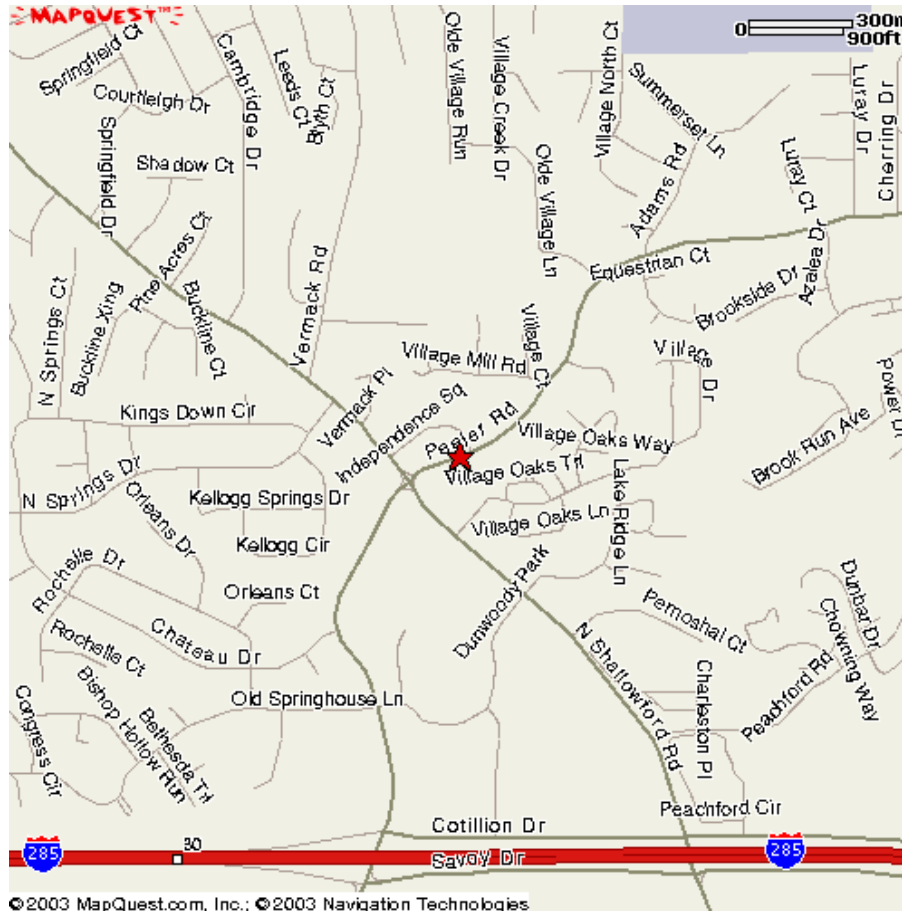 MAPQUEST™
0 300m
900ft
Springfield Ct
Courtleigh Dr
Cambridge Dr
Leeds Ct
Blyth Ct
Olde Village Run
Village Creek Dr
Village North Ct
Summerset Ln
Luray Dr
Cherring Dr
Springfield Dr
Shadow Ct
Olde Village Ln
Adams Rd
Luray Ct
Pine Acres Ct
Equestrian Ct
Azalea Dr
Brookside Dr
N Springs Ct
Buckline Xing
Buckline Ct
Vermack Rd
Village Ct
Village Mill Rd
Village Dr
Power Dr
Kings Down Cir
Vermack Pl
Independence Sq
Peeler Rd
Village Oaks Way
Brook Run Ave
N Springs Dr
Village Oaks Trl
Kellogg Springs Dr
Orleans Dr
Lake Ridge Ln
Village Oaks Ln
Kellogg Cir
Rochelle Dr
Orleans Ct
Dunwoody Park
Pernoshal Ct
Dunbar Dr
Chowning Way
Chateau Dr
Rochelle Ct
N Shallowford Rd
Peachford Rd
Old Springhouse Ln
Charleston Pl
Congress Cir
Bishop Hollow Run
Bethesda Trl
Peachford Cir
Cotillion Dr
285
30
Savoy Dr
285
©2003 MapQuest.com, Inc.; ©2003 Navigation Technologies